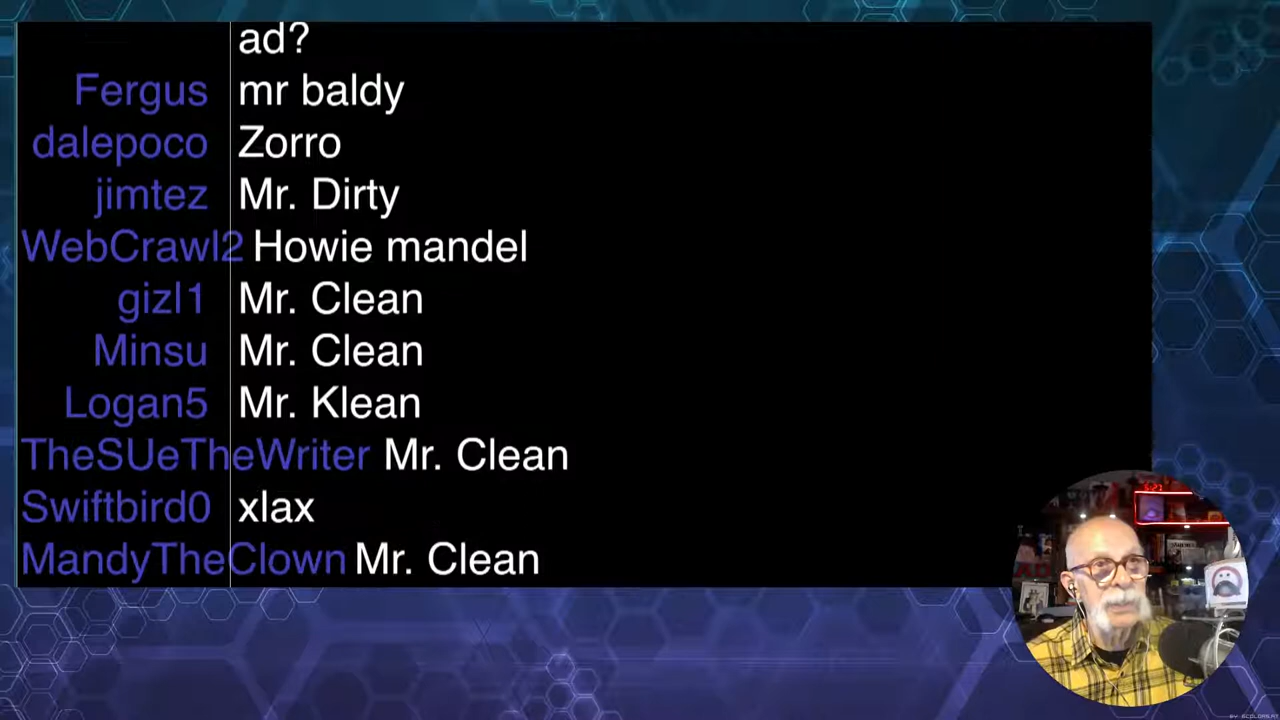 ad?
Fergus mr baldy
dalepoco Zorro
jimtez Mr. Dirty
WebCrawl2 Howie mandel
gizl1 Mr. Clean
Minsu Mr. Clean
Logan5 Mr. Klean
TheSUeTheWriter Mr. Clean
Swiftbird0 xlax
MandyTheClown Mr. Clean